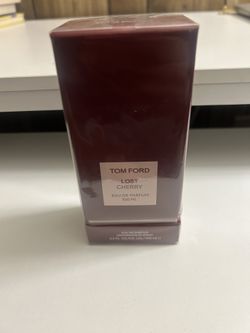 TOM FORD
LOST
CHERRY
EAU DE PARFUM
100 ML